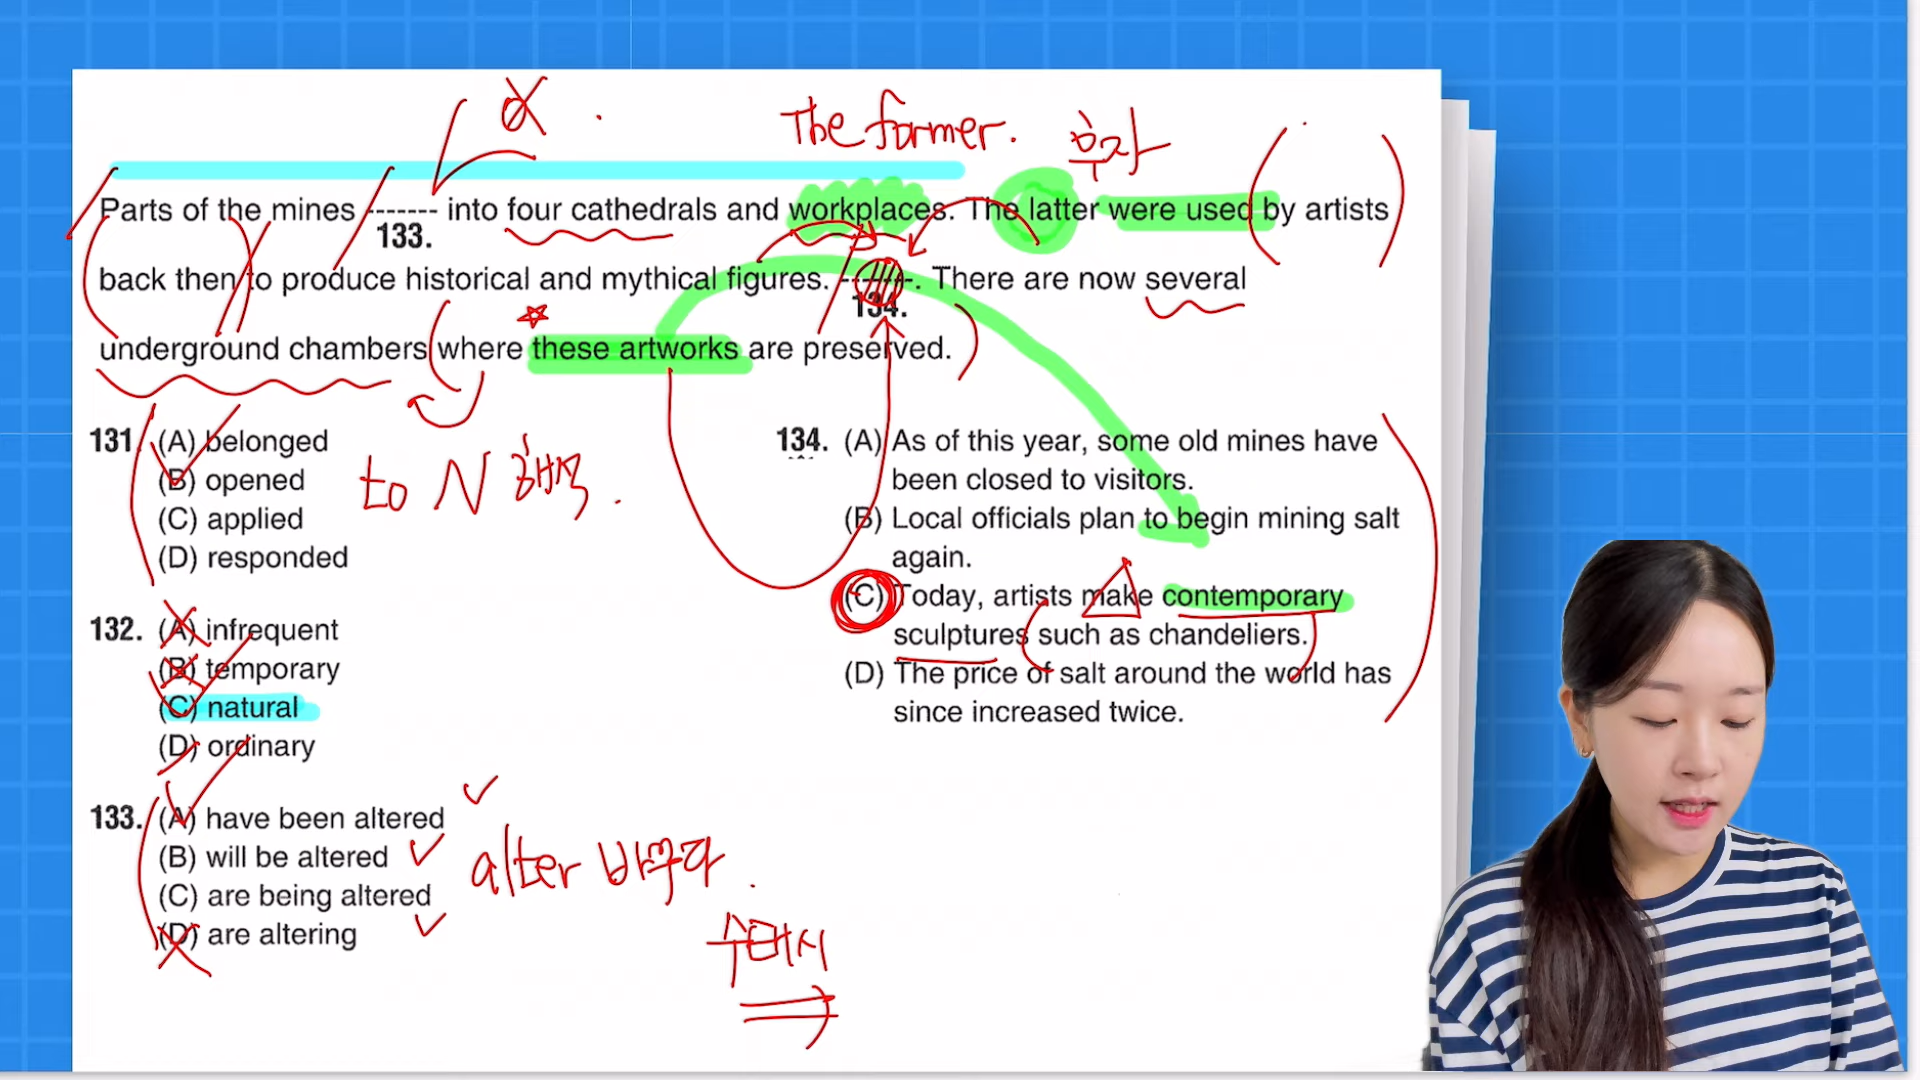 The former. 후자
Parts of the mines ------- into four cathedrals and workplaces. The latter were used by artists
133.
back then to produce historical and mythical figures. -------. There are now several
134.
underground chambers where these artworks are preserved.
131. (A) belonged
(B) opened
(C) applied
(D) responded
to N 해석.
132. (A) infrequent
(B) temporary
(C) natural
(D) ordinary
133. (A) have been altered
(B) will be altered
(C) are being altered
(D) are altering
alter 바꾸다.
수태시
134. (A) As of this year, some old mines have
been closed to visitors.
(B) Local officials plan to begin mining salt
again.
(C) Today, artists make contemporary
sculptures such as chandeliers.
(D) The price of salt around the world has
since increased twice.